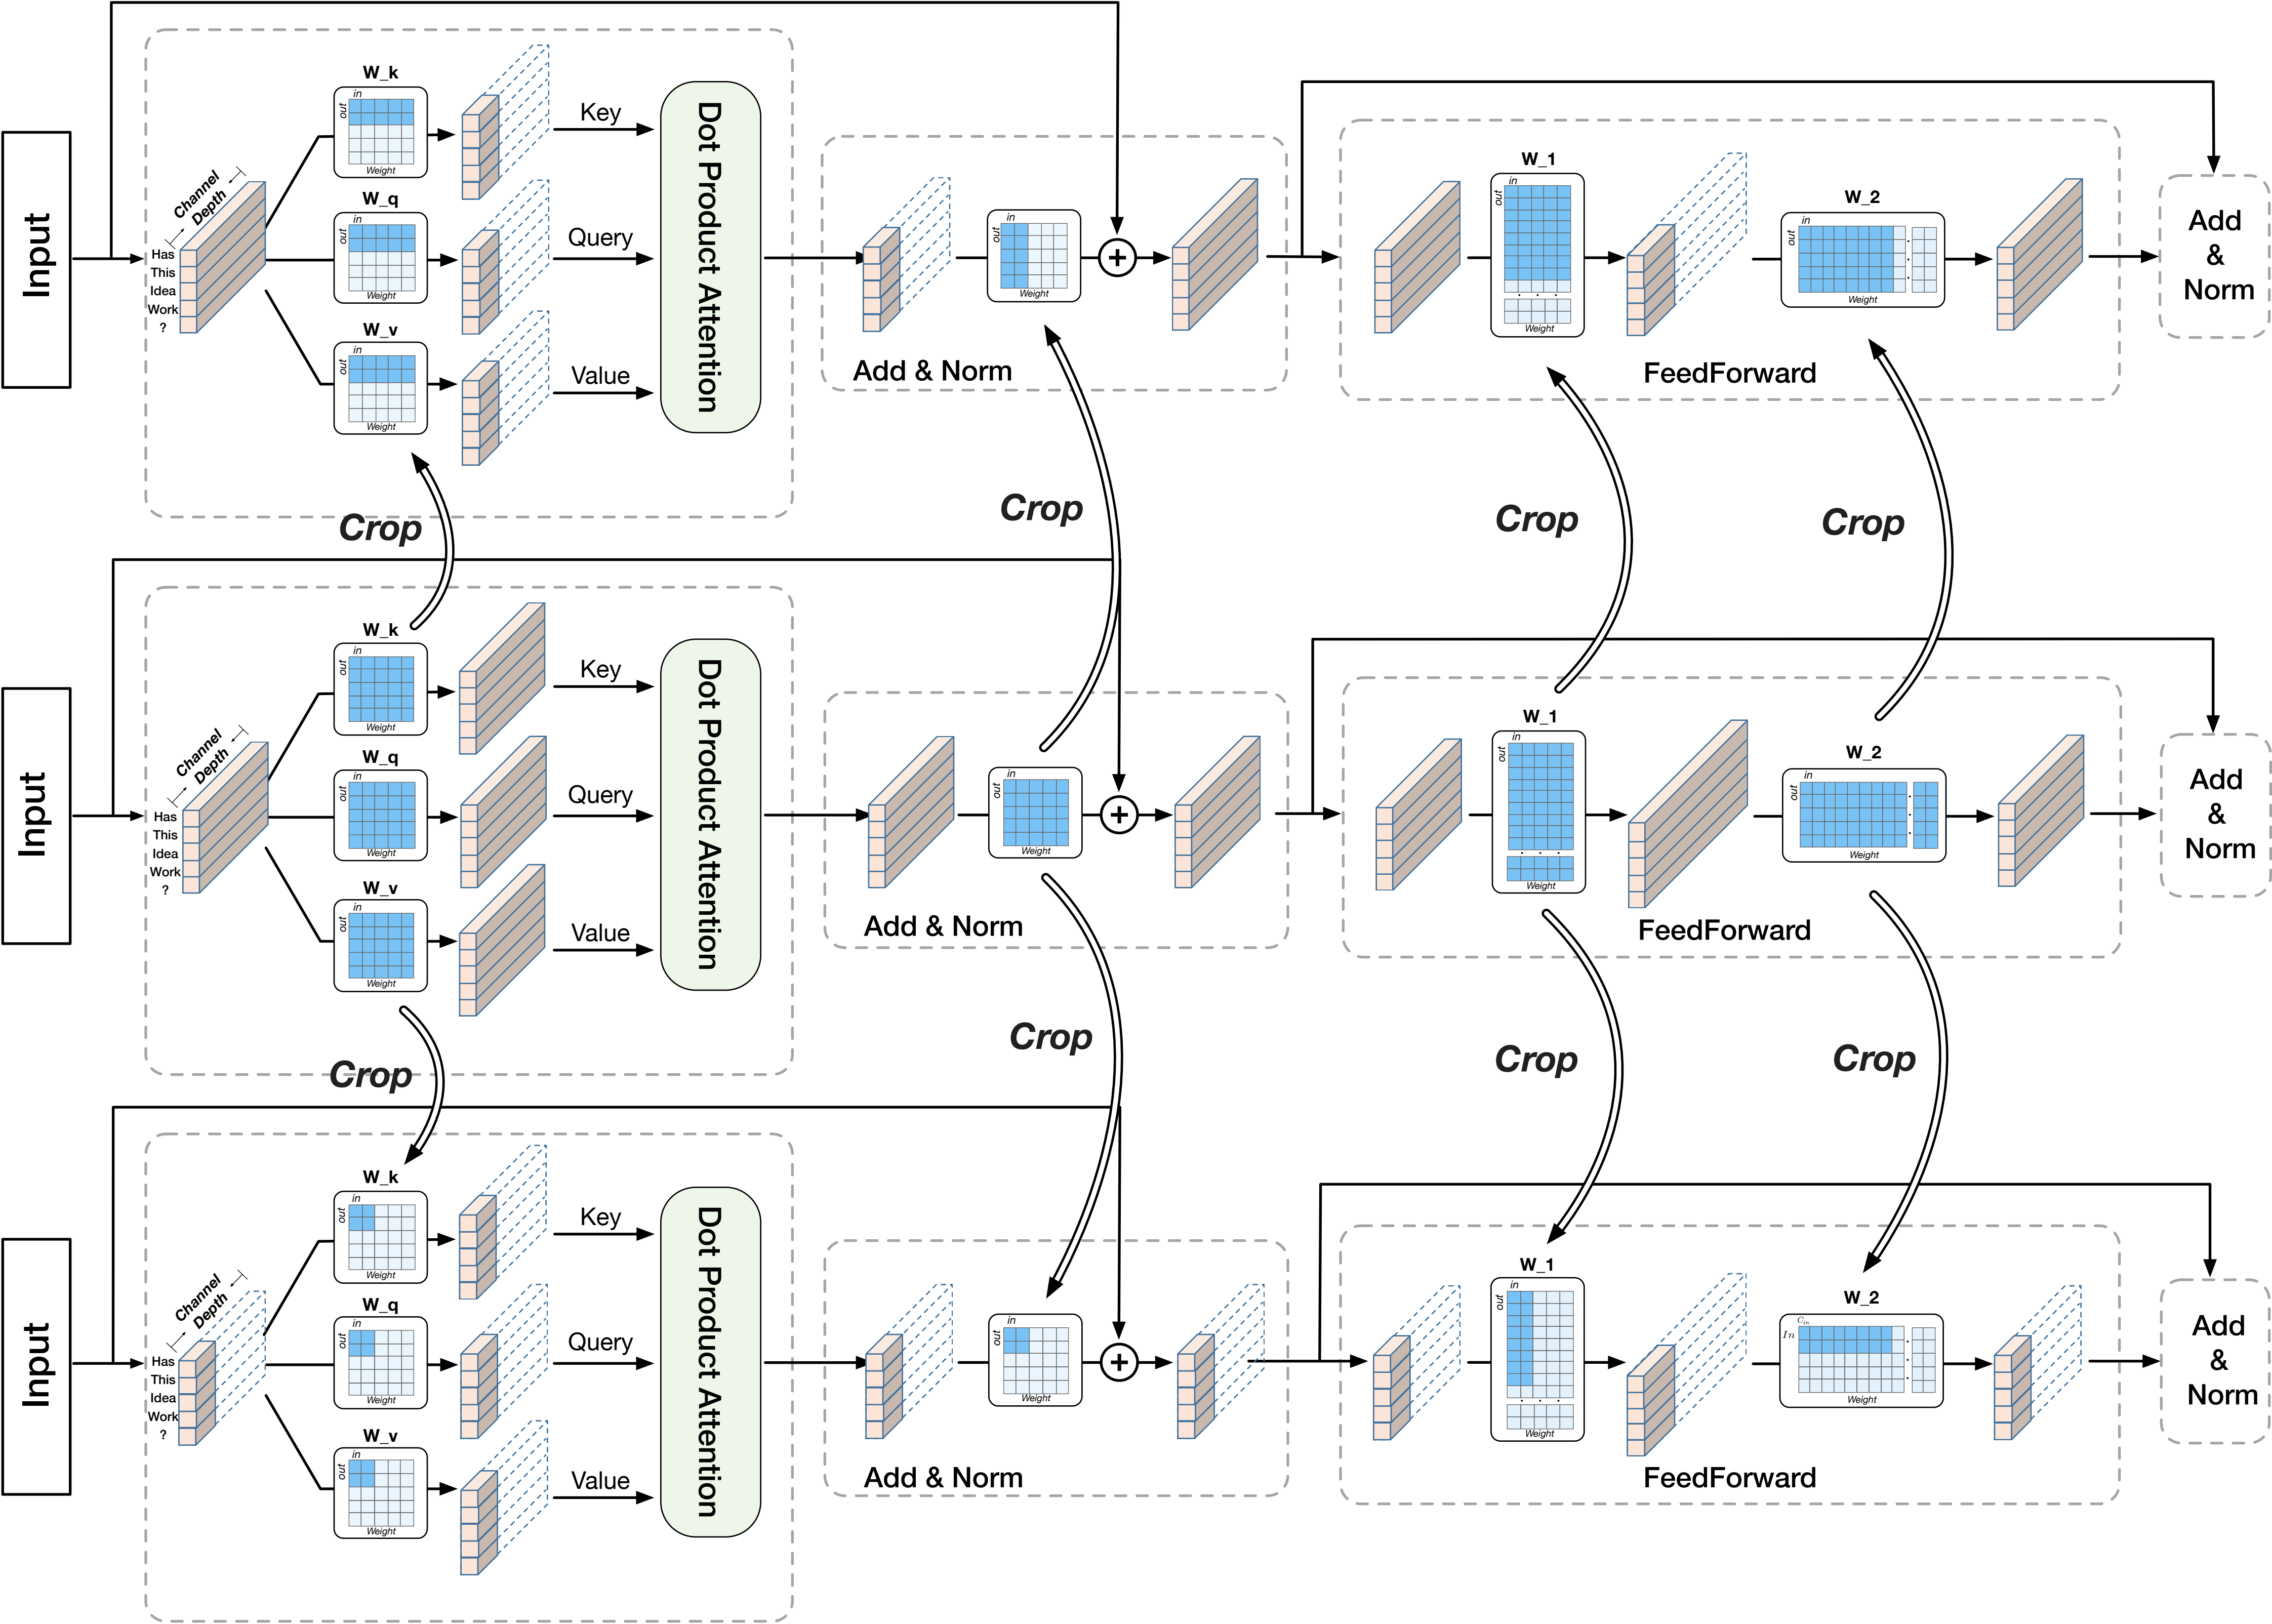 Input
Channel
Depth
Has
This
Idea
Work
?
W_k
in
out
Weight
W_q
in
out
Weight
W_v
in
out
Weight
Key
Query
Value
Dot Product Attention
in
out
Weight
+
Add & Norm
W_1
in
out
. . .
Weight
W_2
in
out
Weight
FeedForward
Add
&
Norm
Crop
Crop
Crop
Crop
Input
Channel
Depth
Has
This
Idea
Work
?
W_k
in
out
Weight
W_q
in
out
Weight
W_v
in
out
Weight
Key
Query
Value
Dot Product Attention
in
out
Weight
+
Add & Norm
W_1
in
out
. . .
Weight
W_2
in
out
Weight
FeedForward
Add
&
Norm
Crop
Crop
Crop
Crop
Input
Channel
Depth
Has
This
Idea
Work
?
W_k
in
out
Weight
W_q
in
out
Weight
W_v
in
out
Weight
Key
Query
Value
Dot Product Attention
in
out
Weight
+
Add & Norm
W_1
in
out
. . .
Weight
W_2
C_in
In
Weight
FeedForward
Add
&
Norm